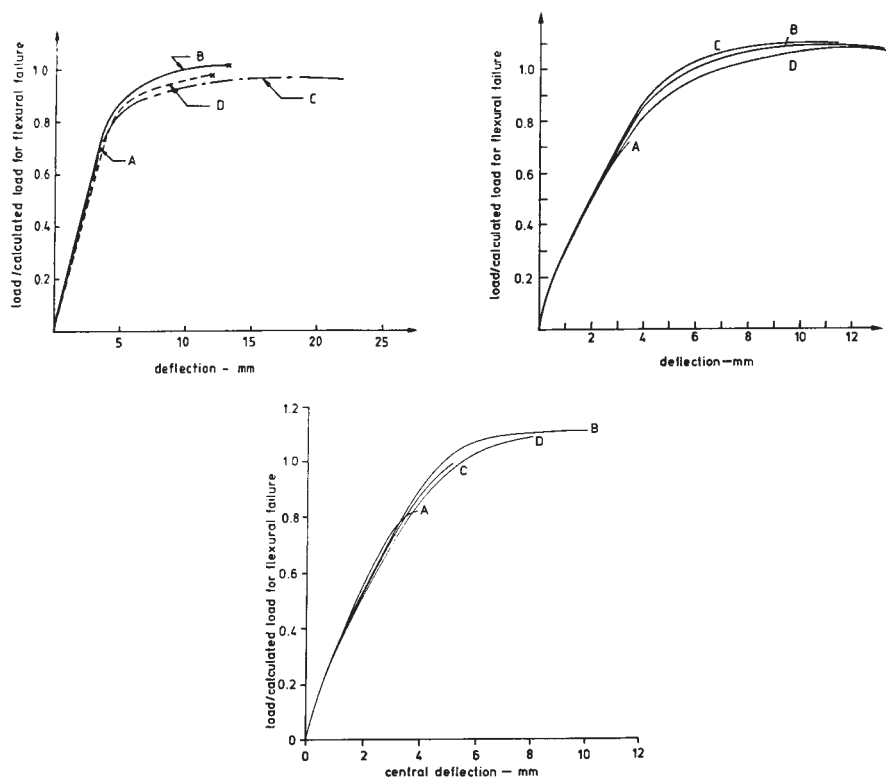 load/calculated load for flexural failure
1.0
0.8
0.6
0.4
0.2
B
D
C
A
5
10
15
20
25
deflection - mm
load/calculated load for flexural failure
1.0
0.8
0.6
0.4
0.2
C
B
D
A
2
4
6
8
10
12
deflection—mm
load/calculated load for flexural failure
1.2
1.0
0.8
0.6
0.4
0.2
0
B
D
C
A
0
2
4
6
8
10
12
central deflection — mm